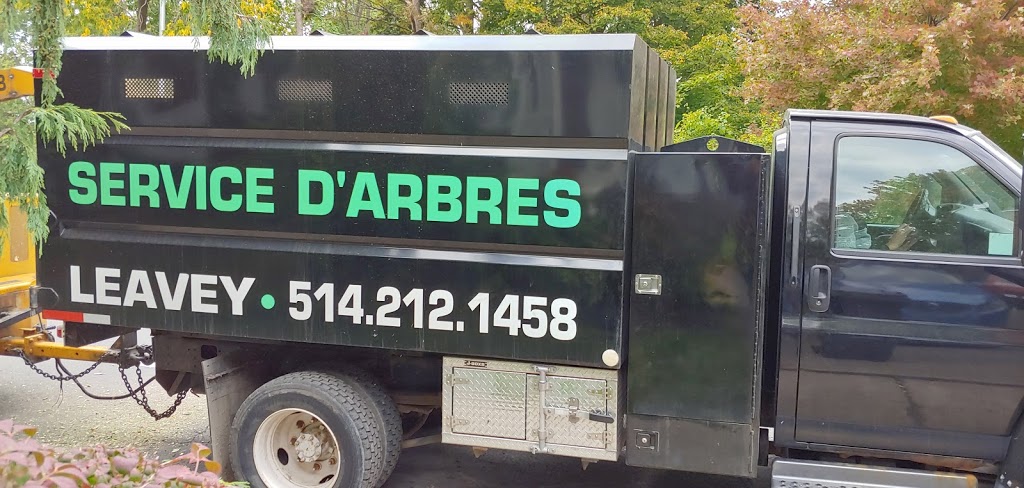 SERVICE D'ARBRES
LEAVEY • 514.212.1458